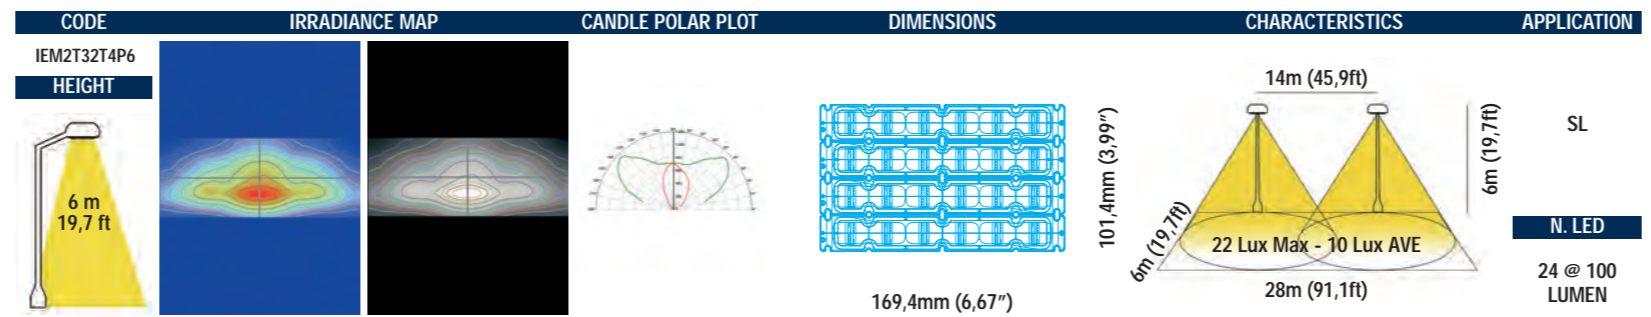 CODE IRRADIANCE MAP CANDLE POLAR PLOT DIMENSIONS CHARACTERISTICS APPLICATION
IEM2T32T4P6
HEIGHT
6 m
19,7 ft
101,4mm (3,99″)
169,4mm (6,67″)
14m (45,9ft)
6m (19,7ft)
6m (19,7ft)
22 Lux Max - 10 Lux AVE
28m (91,1ft)
SL
N. LED
24 @ 100
LUMEN